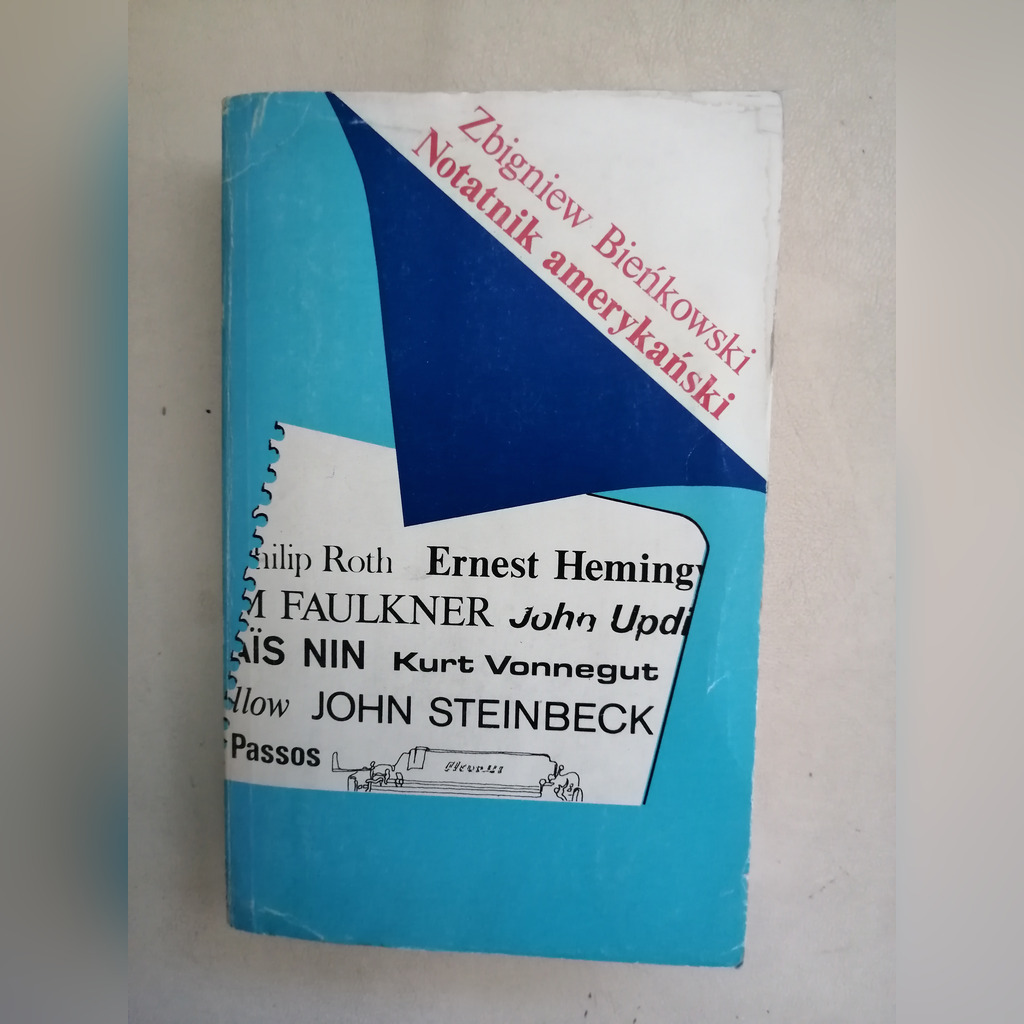 Zbigniew Bieńkowski
Notatnik amerykański
hilip Roth Ernest Heming
M FAULKNER John Updi
AÏS NIN Kurt Vonnegut
llow JOHN STEINBECK
Passos